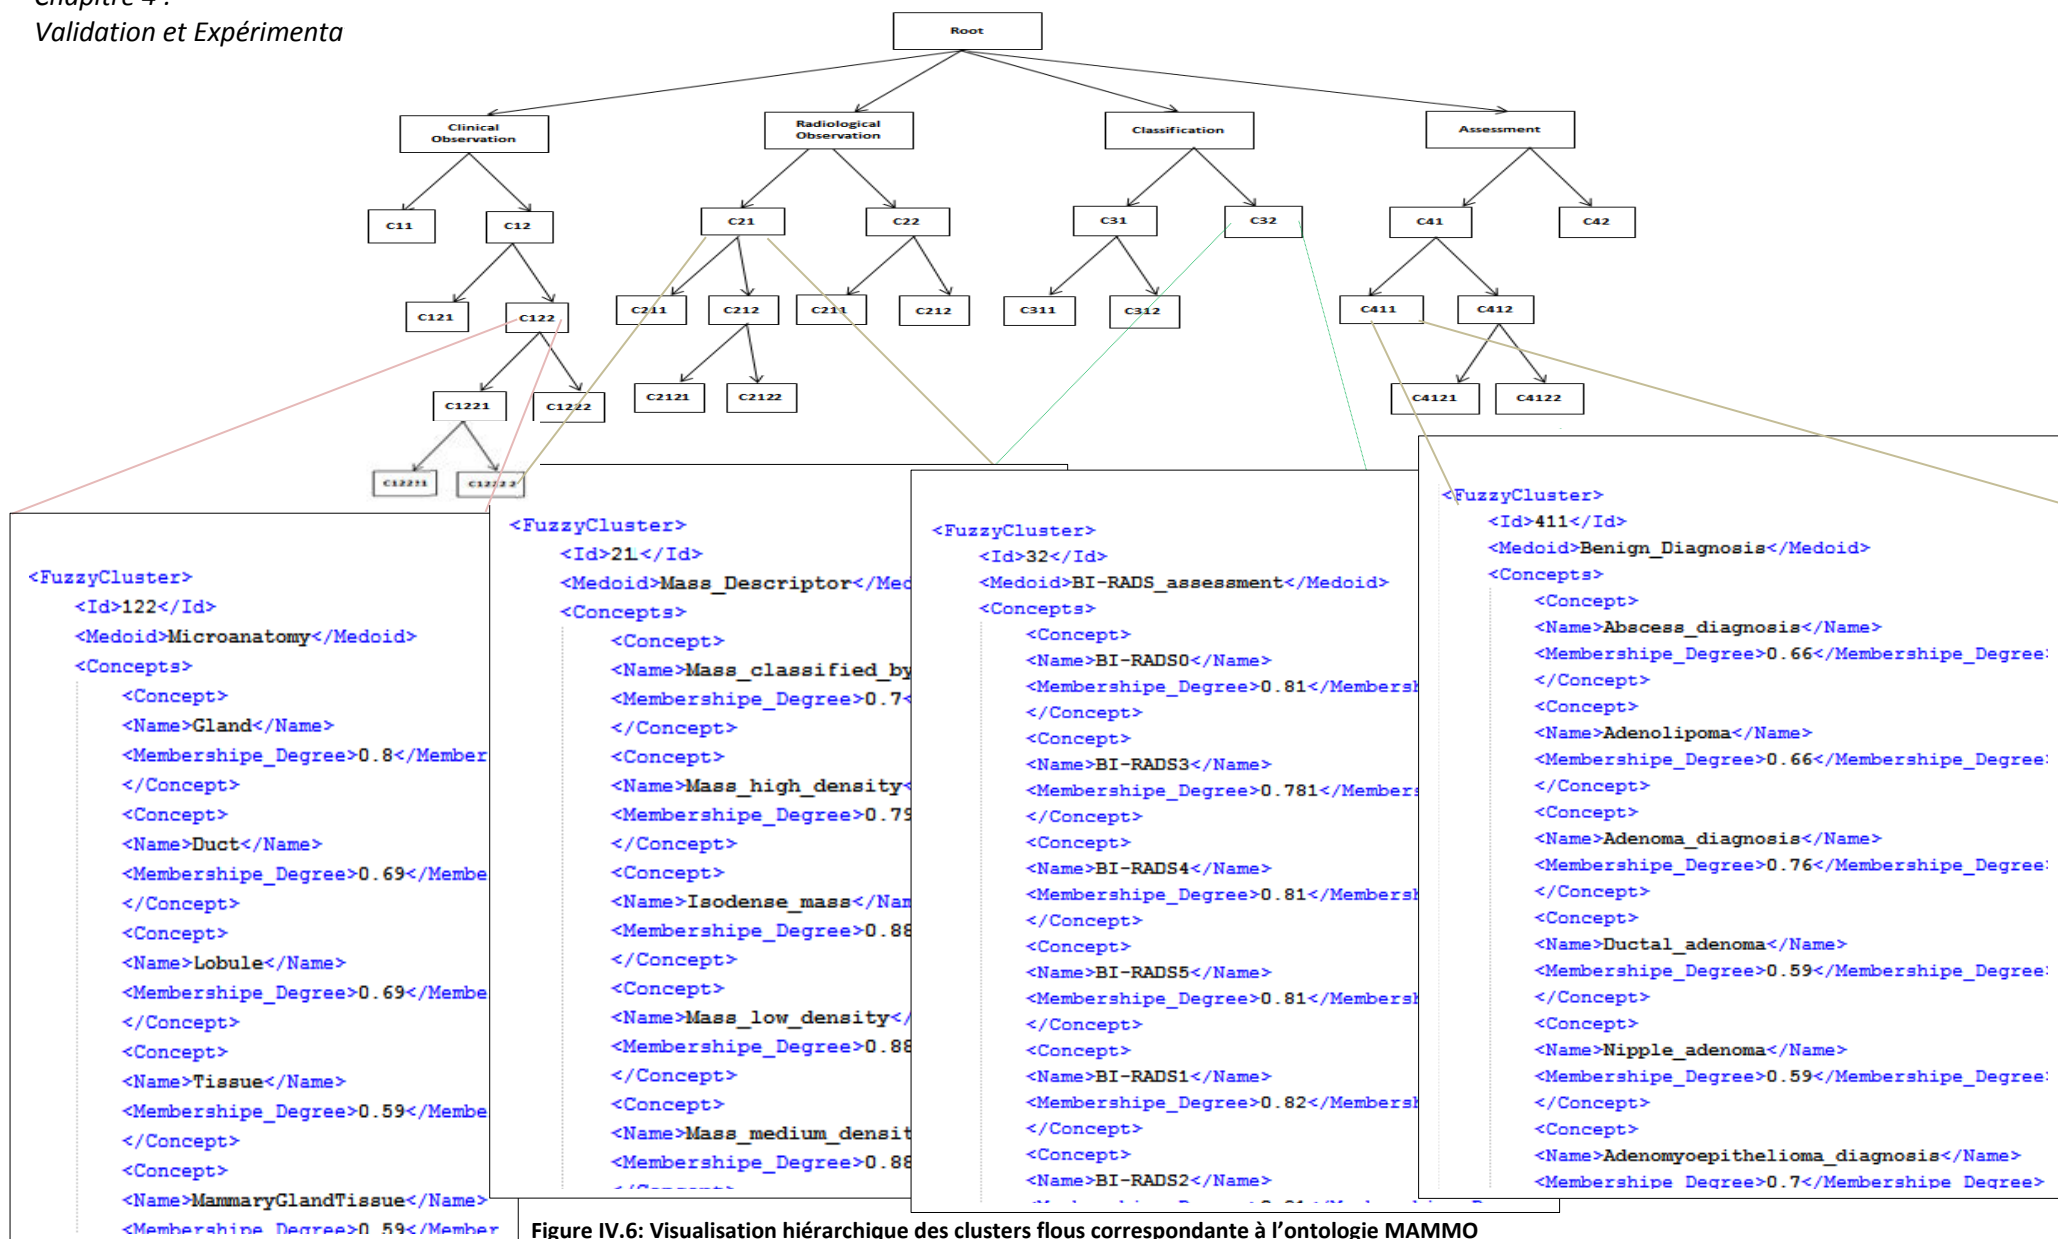 Chapitre 4 :
Validation et Expérimenta
Root
Clinical
Observation
Radiological
Observation
Classification
Assessment
C11
C12
C21
C22
C31
C32
C41
C42
C121
C122
C211
C212
C211
C212
C311
C312
C411
C412
C1221
C1222
C2121
C2122
C4121
C4122
C12211
<FuzzyCluster>
<Id>122</Id>
<Medoid>Microanatomy</Medoid>
<Concepts>
<Concept>
<Name>Gland</Name>
<Membershipe_Degree>0.8</Member
</Concept>
<Concept>
<Name>Duct</Name>
<Membershipe_Degree>0.69</Membe
</Concept>
<Concept>
<Name>Lobule</Name>
<Membershipe_Degree>0.69</Membe
</Concept>
<Concept>
<Name>Tissue</Name>
<Membershipe_Degree>0.59</Membe
</Concept>
<Concept>
<Name>MammaryGlandTissue</Name>
<Membershipe_Degree>0.59</Member
<FuzzyCluster>
<Id>21</Id>
<Medoid>Mass_Descriptor</Med
<Concepts>
<Concept>
<Name>Mass_classified_by
<Membershipe_Degree>0.7<
</Concept>
<Concept>
<Name>Mass_high_density<
<Membershipe_Degree>0.79
</Concept>
<Concept>
<Name>Isodense_mass</Nam
<Membershipe_Degree>0.88
</Concept>
<Concept>
<Name>Mass_low_density</
<Membershipe_Degree>0.88
</Concept>
<Concept>
<Name>Mass_medium_densit
<Membershipe_Degree>0.88
<FuzzyCluster>
<Id>32</Id>
<Medoid>BI-RADS_assessment</Medoid>
<Concepts>
<Concept>
<Name>BI-RADS0</Name>
<Membershipe_Degree>0.81</Membersh
</Concept>
<Concept>
<Name>BI-RADS3</Name>
<Membershipe_Degree>0.781</Members
</Concept>
<Concept>
<Name>BI-RADS4</Name>
<Membershipe_Degree>0.81</Membersh
</Concept>
<Concept>
<Name>BI-RADS5</Name>
<Membershipe_Degree>0.81</Membersh
</Concept>
<Concept>
<Name>BI-RADS1</Name>
<Membershipe_Degree>0.82</Membersh
</Concept>
<Concept>
<Name>BI-RADS2</Name>
<FuzzyCluster>
<Id>411</Id>
<Medoid>Benign_Diagnosis</Medoid>
<Concepts>
<Concept>
<Name>Abscess_diagnosis</Name>
<Membershipe_Degree>0.66</Membershipe_Degree>
</Concept>
<Concept>
<Name>Adenolipoma</Name>
<Membershipe_Degree>0.66</Membershipe_Degree>
</Concept>
<Concept>
<Name>Adenoma_diagnosis</Name>
<Membershipe_Degree>0.76</Membershipe_Degree>
</Concept>
<Concept>
<Name>Ductal_adenoma</Name>
<Membershipe_Degree>0.59</Membershipe_Degree>
</Concept>
<Concept>
<Name>Nipple_adenoma</Name>
<Membershipe_Degree>0.59</Membershipe_Degree>
</Concept>
<Concept>
<Name>Adenomyoepithelioma_diagnosis</Name>
<Membershipe_Degree>0.7</Membershipe_Degree>
Figure IV.6: Visualisation hiérarchique des clusters flous correspondante à l'ontologie MAMMO